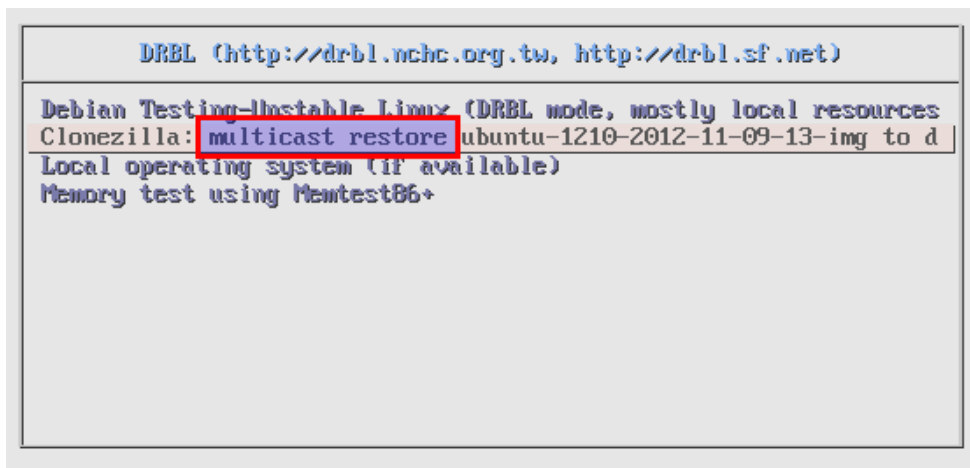 DRBL (http://drbl.nchc.org.tw, http://drbl.sf.net)
Debian Testing-Unstable Linux (DRBL mode, mostly local resources
Clonezilla: multicast restore ubuntu-1210-2012-11-09-13-img to d
Local operating system (if available)
Memory test using Memtest86+